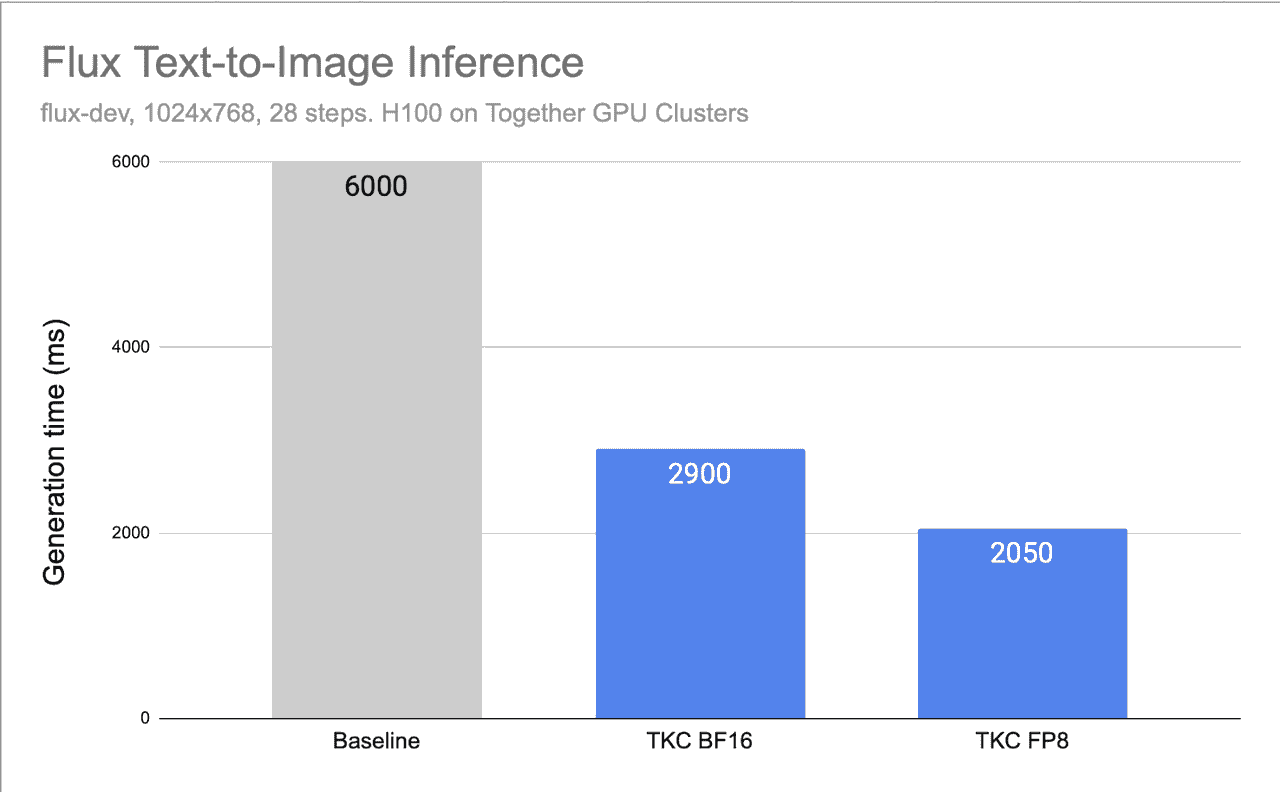 Flux Text-to-Image Inference
flux-dev, 1024x768, 28 steps. H100 on Together GPU Clusters
Generation time (ms)
6000
4000
2000
0
6000
2900
2050
Baseline
TKC BF16
TKC FP8